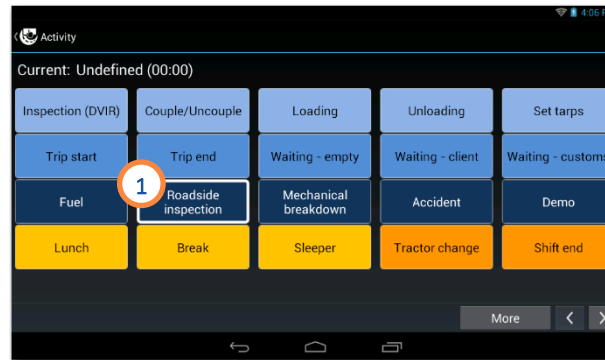 4:06 P
Activity
Current: Undefined (00:00)
Inspection (DVIR) Couple/Uncouple Loading Unloading Set tarps
Trip start Trip end Waiting - empty Waiting - client Waiting - customs
1
Fuel Roadside inspection Mechanical breakdown Accident Demo
Lunch Break Sleeper Tractor change Shift end
More